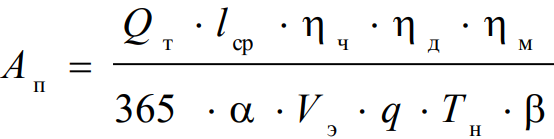 Aп = Qт · lср · ηч · ηд · ηм
365 · α · Vэ · q · Tн · β